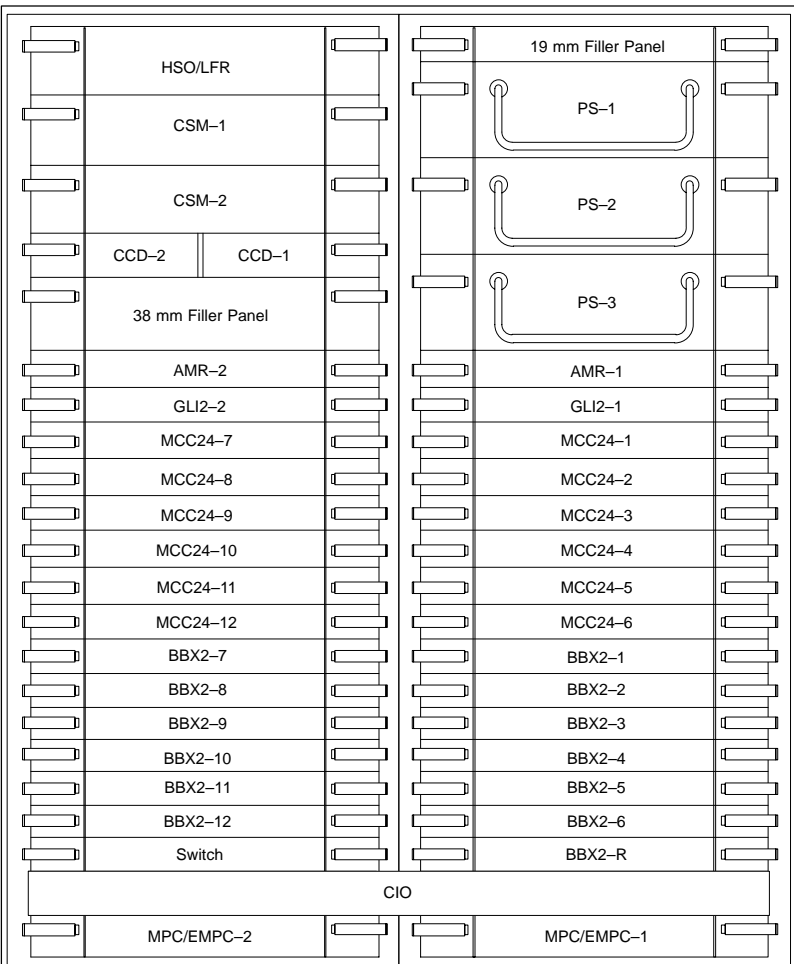 HSO/LFR
CSM–1
CSM–2
CCD–2
CCD–1
38 mm Filler Panel
AMR–2
GLI2–2
MCC24–7
MCC24–8
MCC24–9
MCC24–10
MCC24–11
MCC24–12
BBX2–7
BBX2–8
BBX2–9
BBX2–10
BBX2–11
BBX2–12
Switch
19 mm Filler Panel
PS–1
PS–2
PS–3
AMR–1
GLI2–1
MCC24–1
MCC24–2
MCC24–3
MCC24–4
MCC24–5
MCC24–6
BBX2–1
BBX2–2
BBX2–3
BBX2–4
BBX2–5
BBX2–6
BBX2–R
CIO
MPC/EMPC–2
MPC/EMPC–1